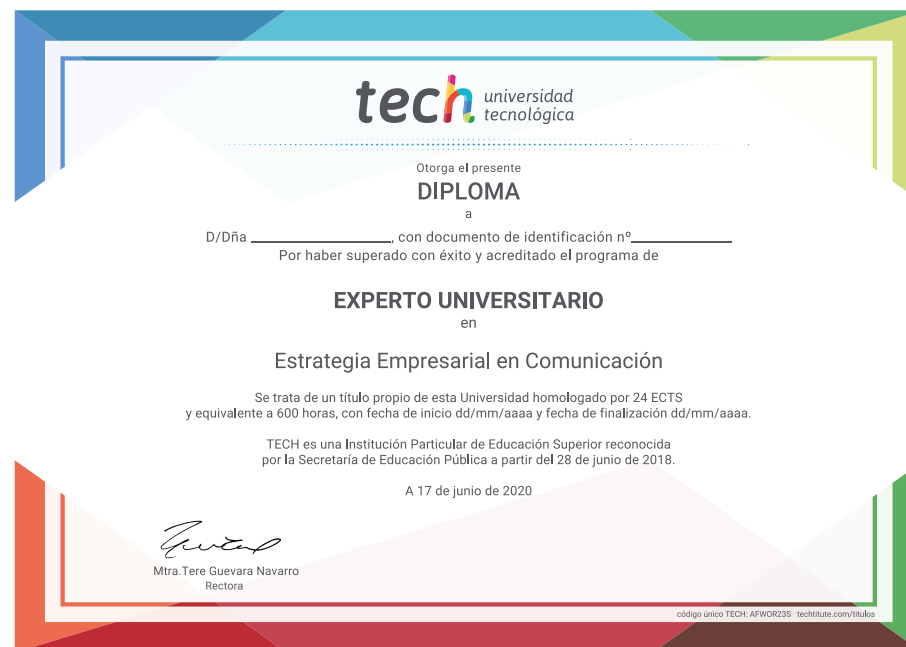 tech universidad
tecnológica
Otorga el presente
DIPLOMA
a
D/Dña ____________________, con documento de identificación nº______________
Por haber superado con éxito y acreditado el programa de
EXPERTO UNIVERSITARIO
en
Estrategia Empresarial en Comunicación
Se trata de un título propio de esta Universidad homologado por 24 ECTS
y equivalente a 600 horas, con fecha de inicio dd/mm/aaaa y fecha de finalización dd/mm/aaaa.
TECH es una Institución Particular de Educación Superior reconocida
por la Secretaría de Educación Pública a partir del 28 de junio de 2018.
A 17 de junio de 2020
Mtra.Tere Guevara Navarro
Rectora
código único TECH: AFWOR23S techtitute.com/titulos